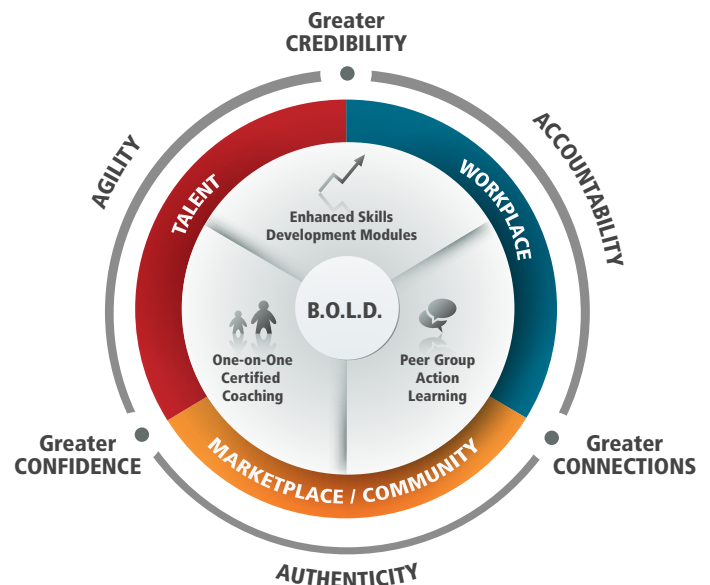 Greater
CREDIBILITY
AGILITY
ACCOUNTABILITY
TALENT
WORKPLACE
Enhanced Skills
Development Modules
B.O.L.D.
One-on-One
Certified
Coaching
Peer Group
Action
Learning
Greater
CONFIDENCE
MARKETPLACE / COMMUNITY
Greater
CONNECTIONS
AUTHENTICITY